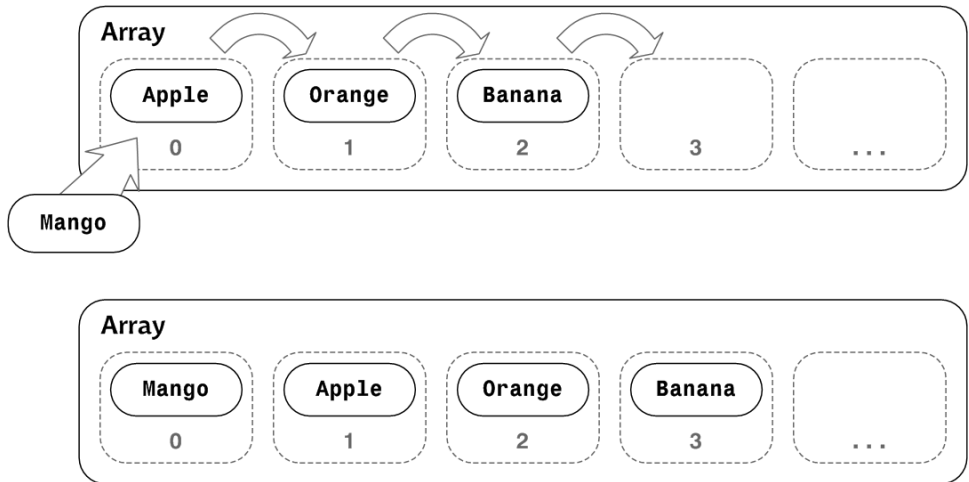 Array
Apple Orange Banana
0 1 2 3 ...
Mango
Array
Mango Apple Orange Banana
0 1 2 3 ...